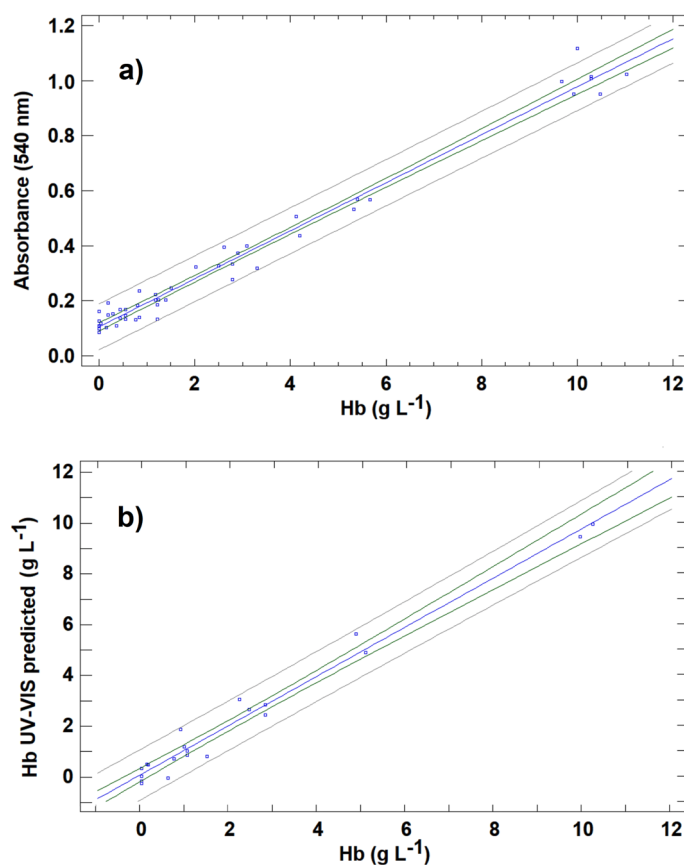 a)
Absorbance (540 nm)
1.2
1.0
0.8
0.6
0.4
0.2
0.0
0 2 4 6 8 10 12
Hb (g L-1)
b)
Hb UV-VIS predicted (g L-1)
12
10
8
6
4
2
0
0 2 4 6 8 10 12
Hb (g L-1)